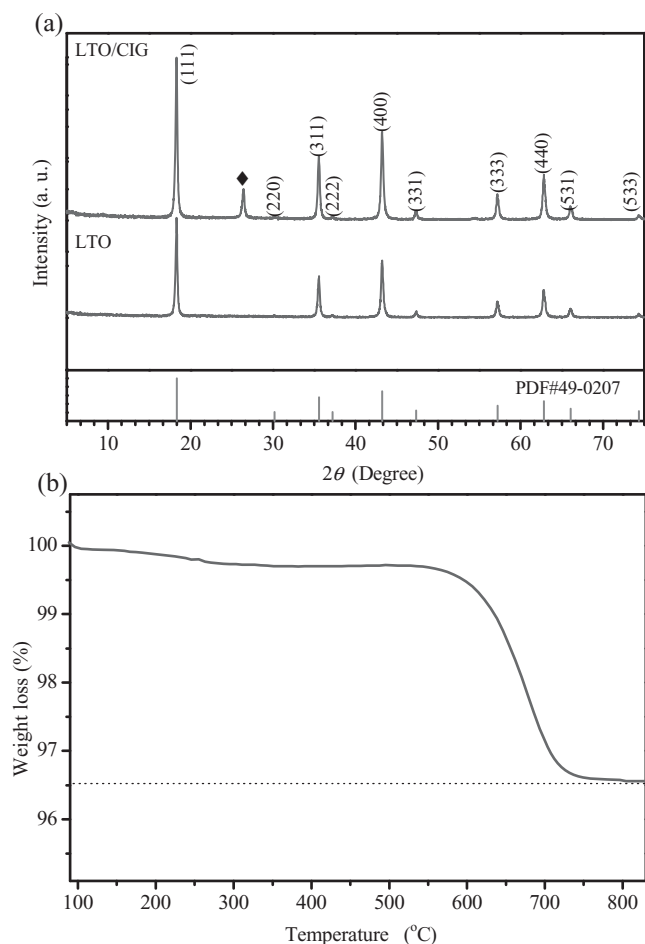 (a)
LTO/CIG
(111)
(220)
(311)
(222)
(400)
(331)
(333)
(440)
(531)
(533)
LTO
Intensity (a. u.)
PDF#49-0207
10 20 30 40 50 60 70
2θ (Degree)
(b)
100
99
98
97
96
Weight loss (%)
100 200 300 400 500 600 700 800
Temperature (°C)